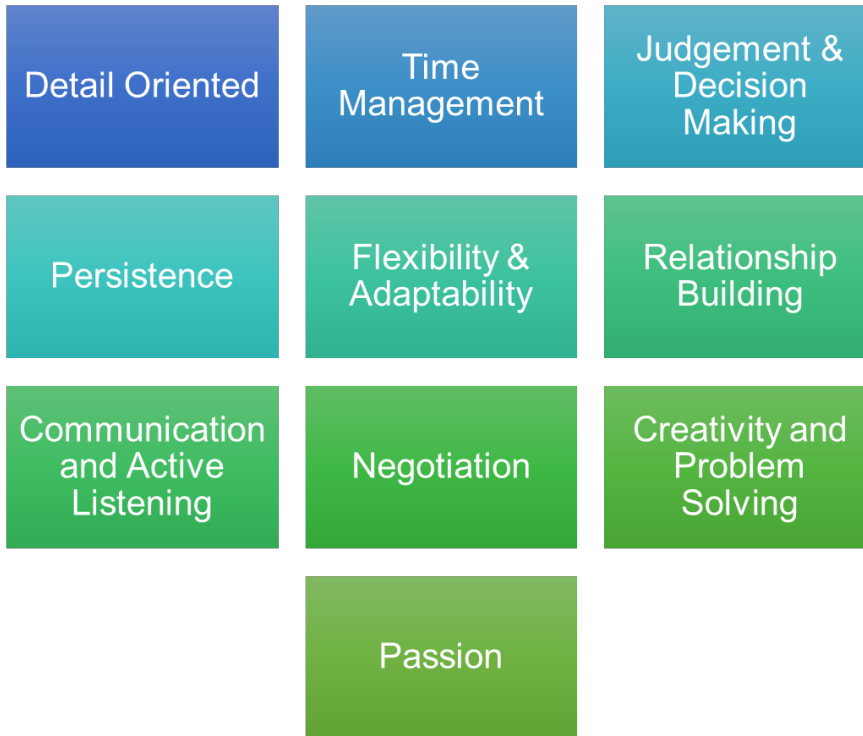 Detail Oriented
Time
Management
Judgement &
Decision
Making
Persistence
Flexibility &
Adaptability
Relationship
Building
Communication
and Active
Listening
Negotiation
Creativity and
Problem
Solving
Passion